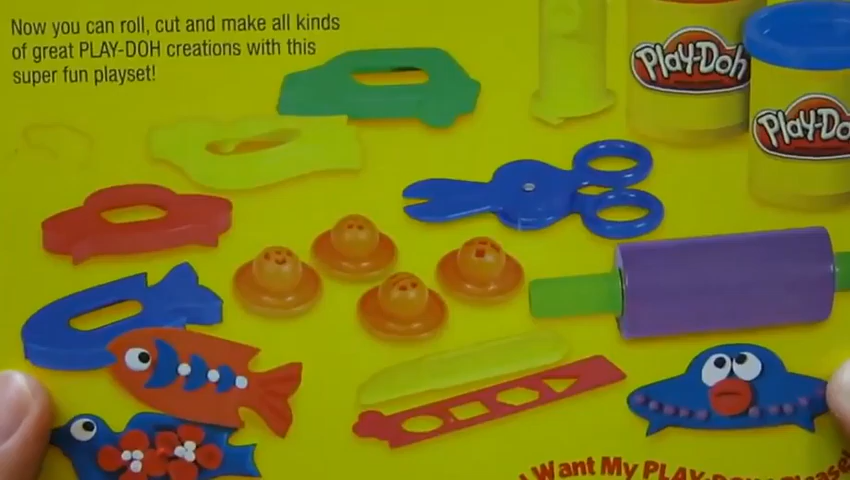 Now you can roll, cut and make all kinds
of great PLAY-DOH creations with this
super fun playset!
Play-Doh
Play-Do
I Want My PLAY-DOH Please!